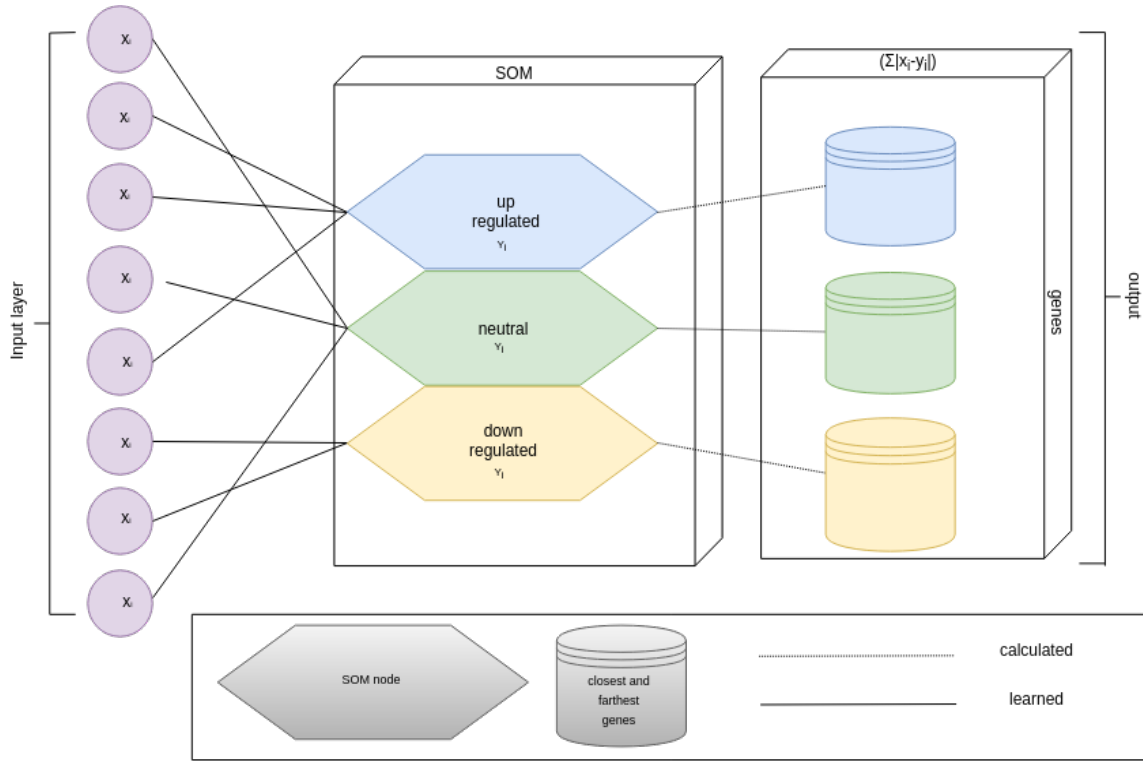 Input layer
xᵢ
xᵢ
xᵢ
xᵢ
xᵢ
xᵢ
xᵢ
xᵢ
SOM
up
regulated
Yᵢ
neutral
Yᵢ
down
regulated
Yᵢ
(Σ|xᵢ-yᵢ|)
genes
output
SOM node
closest and
farthest
genes
calculated
learned